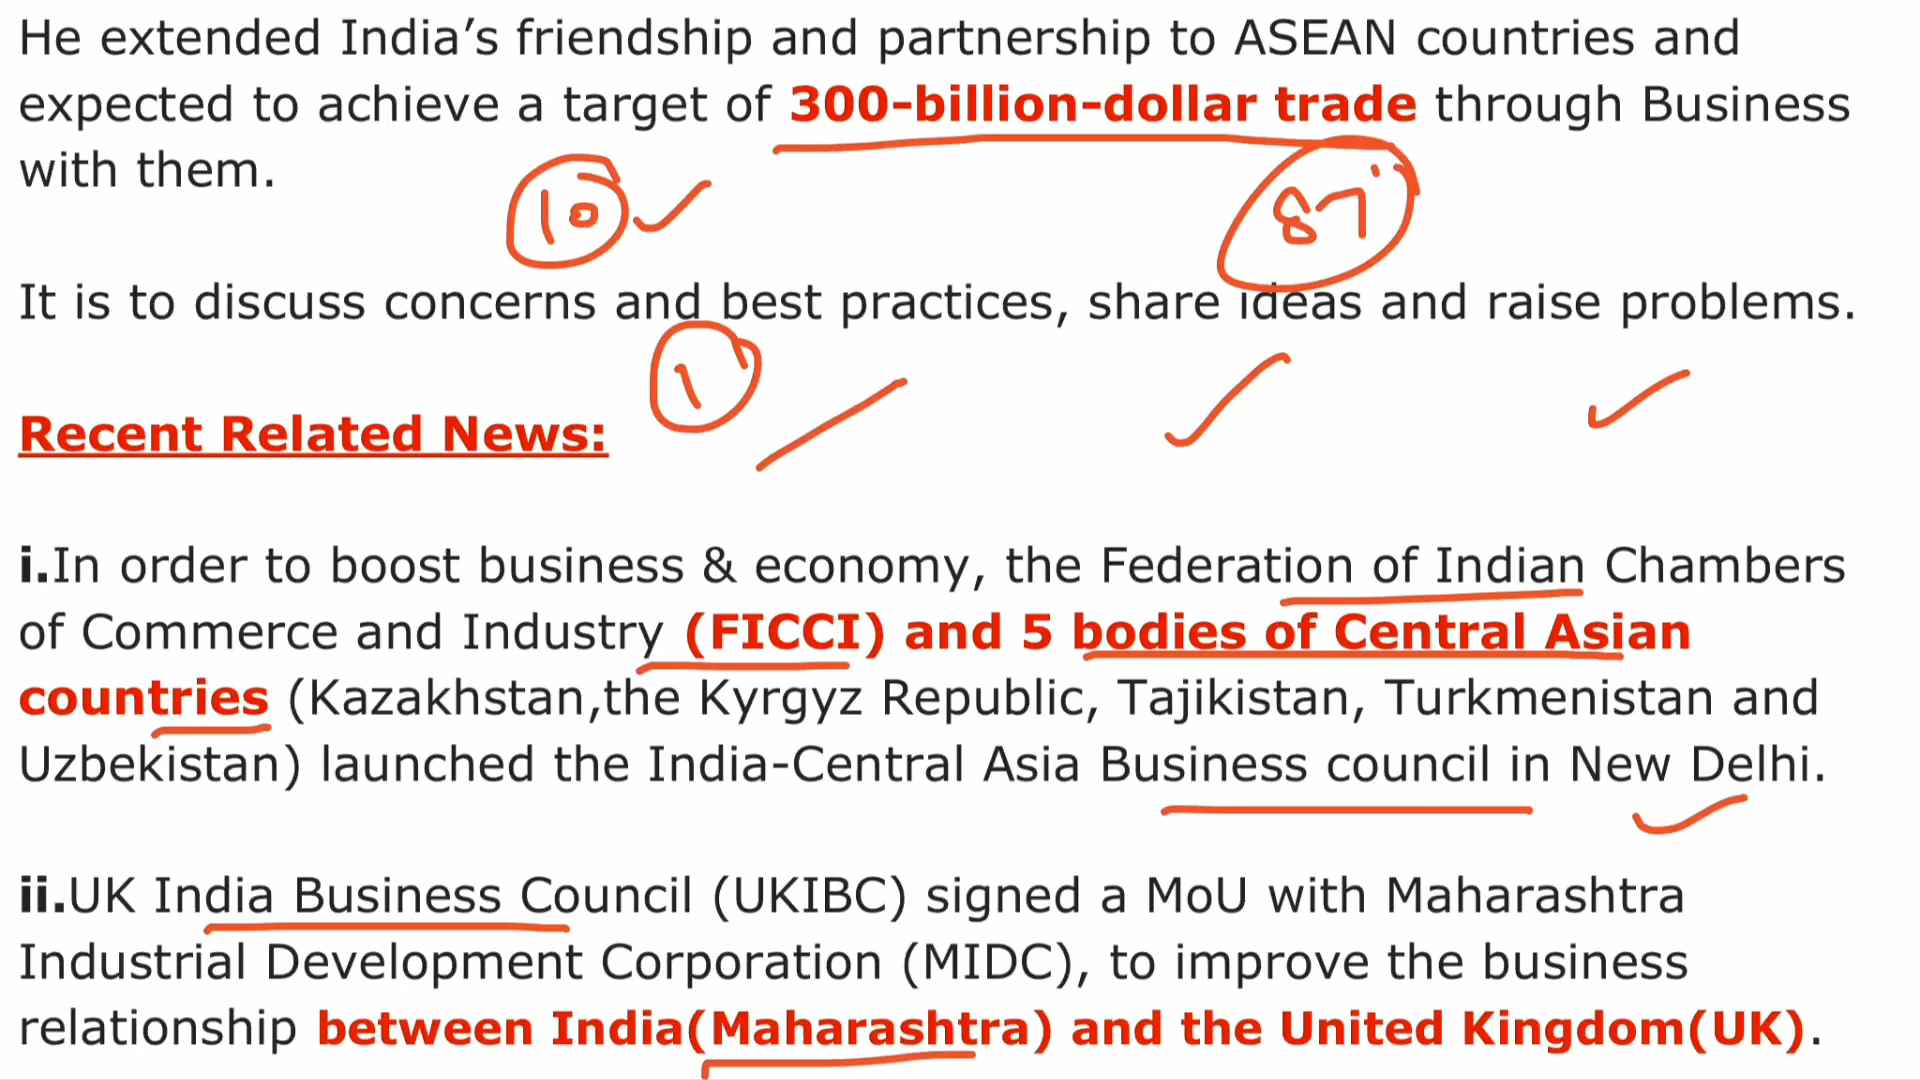 He extended India’s friendship and partnership to ASEAN countries and
expected to achieve a target of 300-billion-dollar trade through Business
with them.
10
87
It is to discuss concerns and best practices, share ideas and raise problems.
1
Recent Related News:
i.In order to boost business & economy, the Federation of Indian Chambers
of Commerce and Industry (FICCI) and 5 bodies of Central Asian
countries (Kazakhstan,the Kyrgyz Republic, Tajikistan, Turkmenistan and
Uzbekistan) launched the India-Central Asia Business council in New Delhi.
ii.UK India Business Council (UKIBC) signed a MoU with Maharashtra
Industrial Development Corporation (MIDC), to improve the business
relationship between India(Maharashtra) and the United Kingdom(UK).